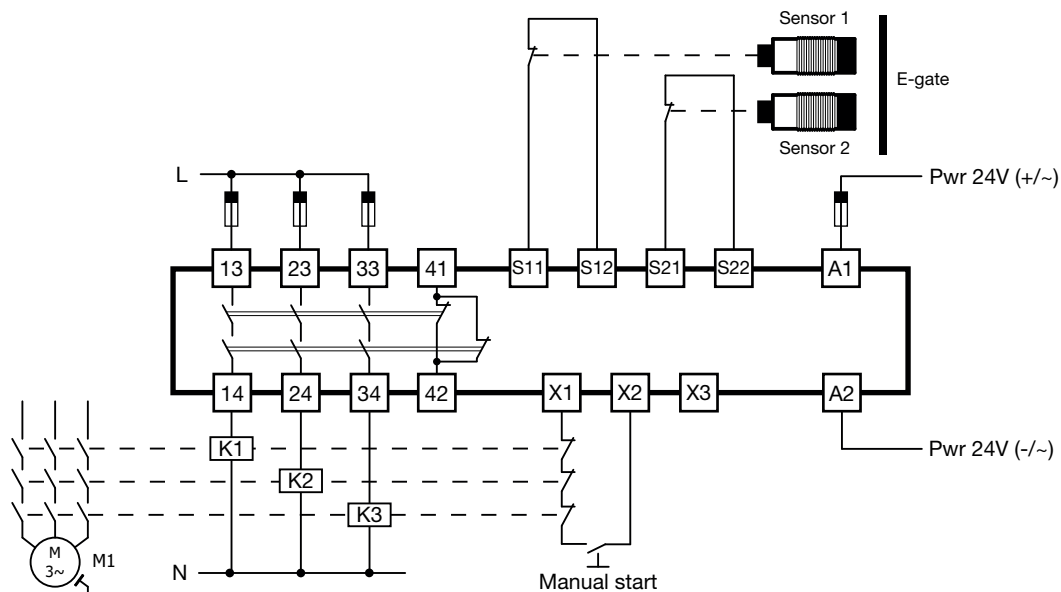 Sensor 1
E-gate
Sensor 2
L
Pwr 24V (+/~)
13 23 33 41 S11 S12 S21 S22 A1
14 24 34 42 X1 X2 X3 A2
K1
Pwr 24V (-/~)
K2
K3
M
3~
M1
N
Manual start